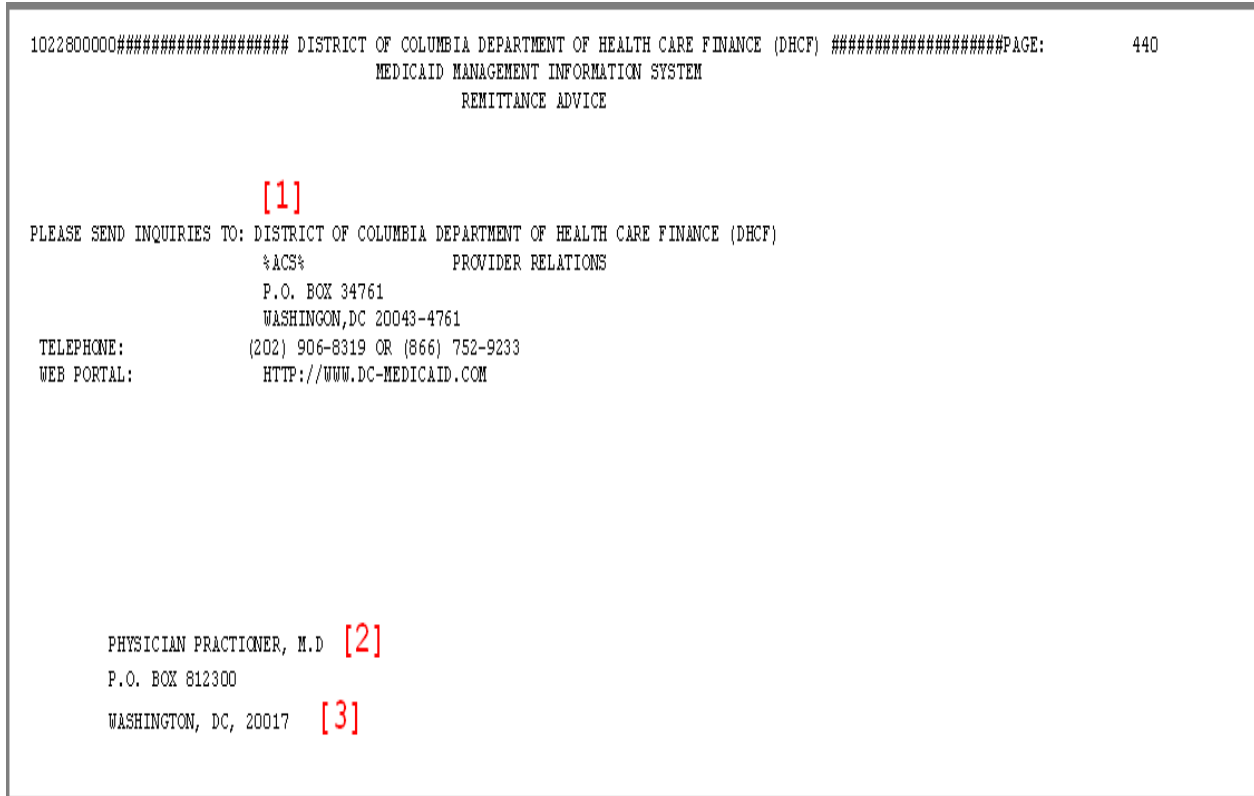 1022800000#################### DISTRICT OF COLUMBIA DEPARTMENT OF HEALTH CARE FINANCE (DHCF) ####################PAGE: 440
MEDICAID MANAGEMENT INFORMATION SYSTEM
REMITTANCE ADVICE
[1]
PLEASE SEND INQUIRIES TO: DISTRICT OF COLUMBIA DEPARTMENT OF HEALTH CARE FINANCE (DHCF)
%ACS% PROVIDER RELATIONS
P.O. BOX 34761
WASHINGON,DC 20043-4761
TELEPHONE: (202) 906-8319 OR (866) 752-9233
WEB PORTAL: HTTP://WWW.DC-MEDICAID.COM
PHYSICIAN PRACTIONER, M.D [2]
P.O. BOX 812300
WASHINGTON, DC, 20017 [3]